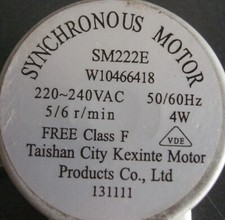 SYNCHRONOUS MOTOR
SM222E
W10466418
220~240VAC 50/60Hz
5/6 r/min 4W
FREE Class F VDE
Taishan City Kexinte Motor
Products Co., Ltd
131111